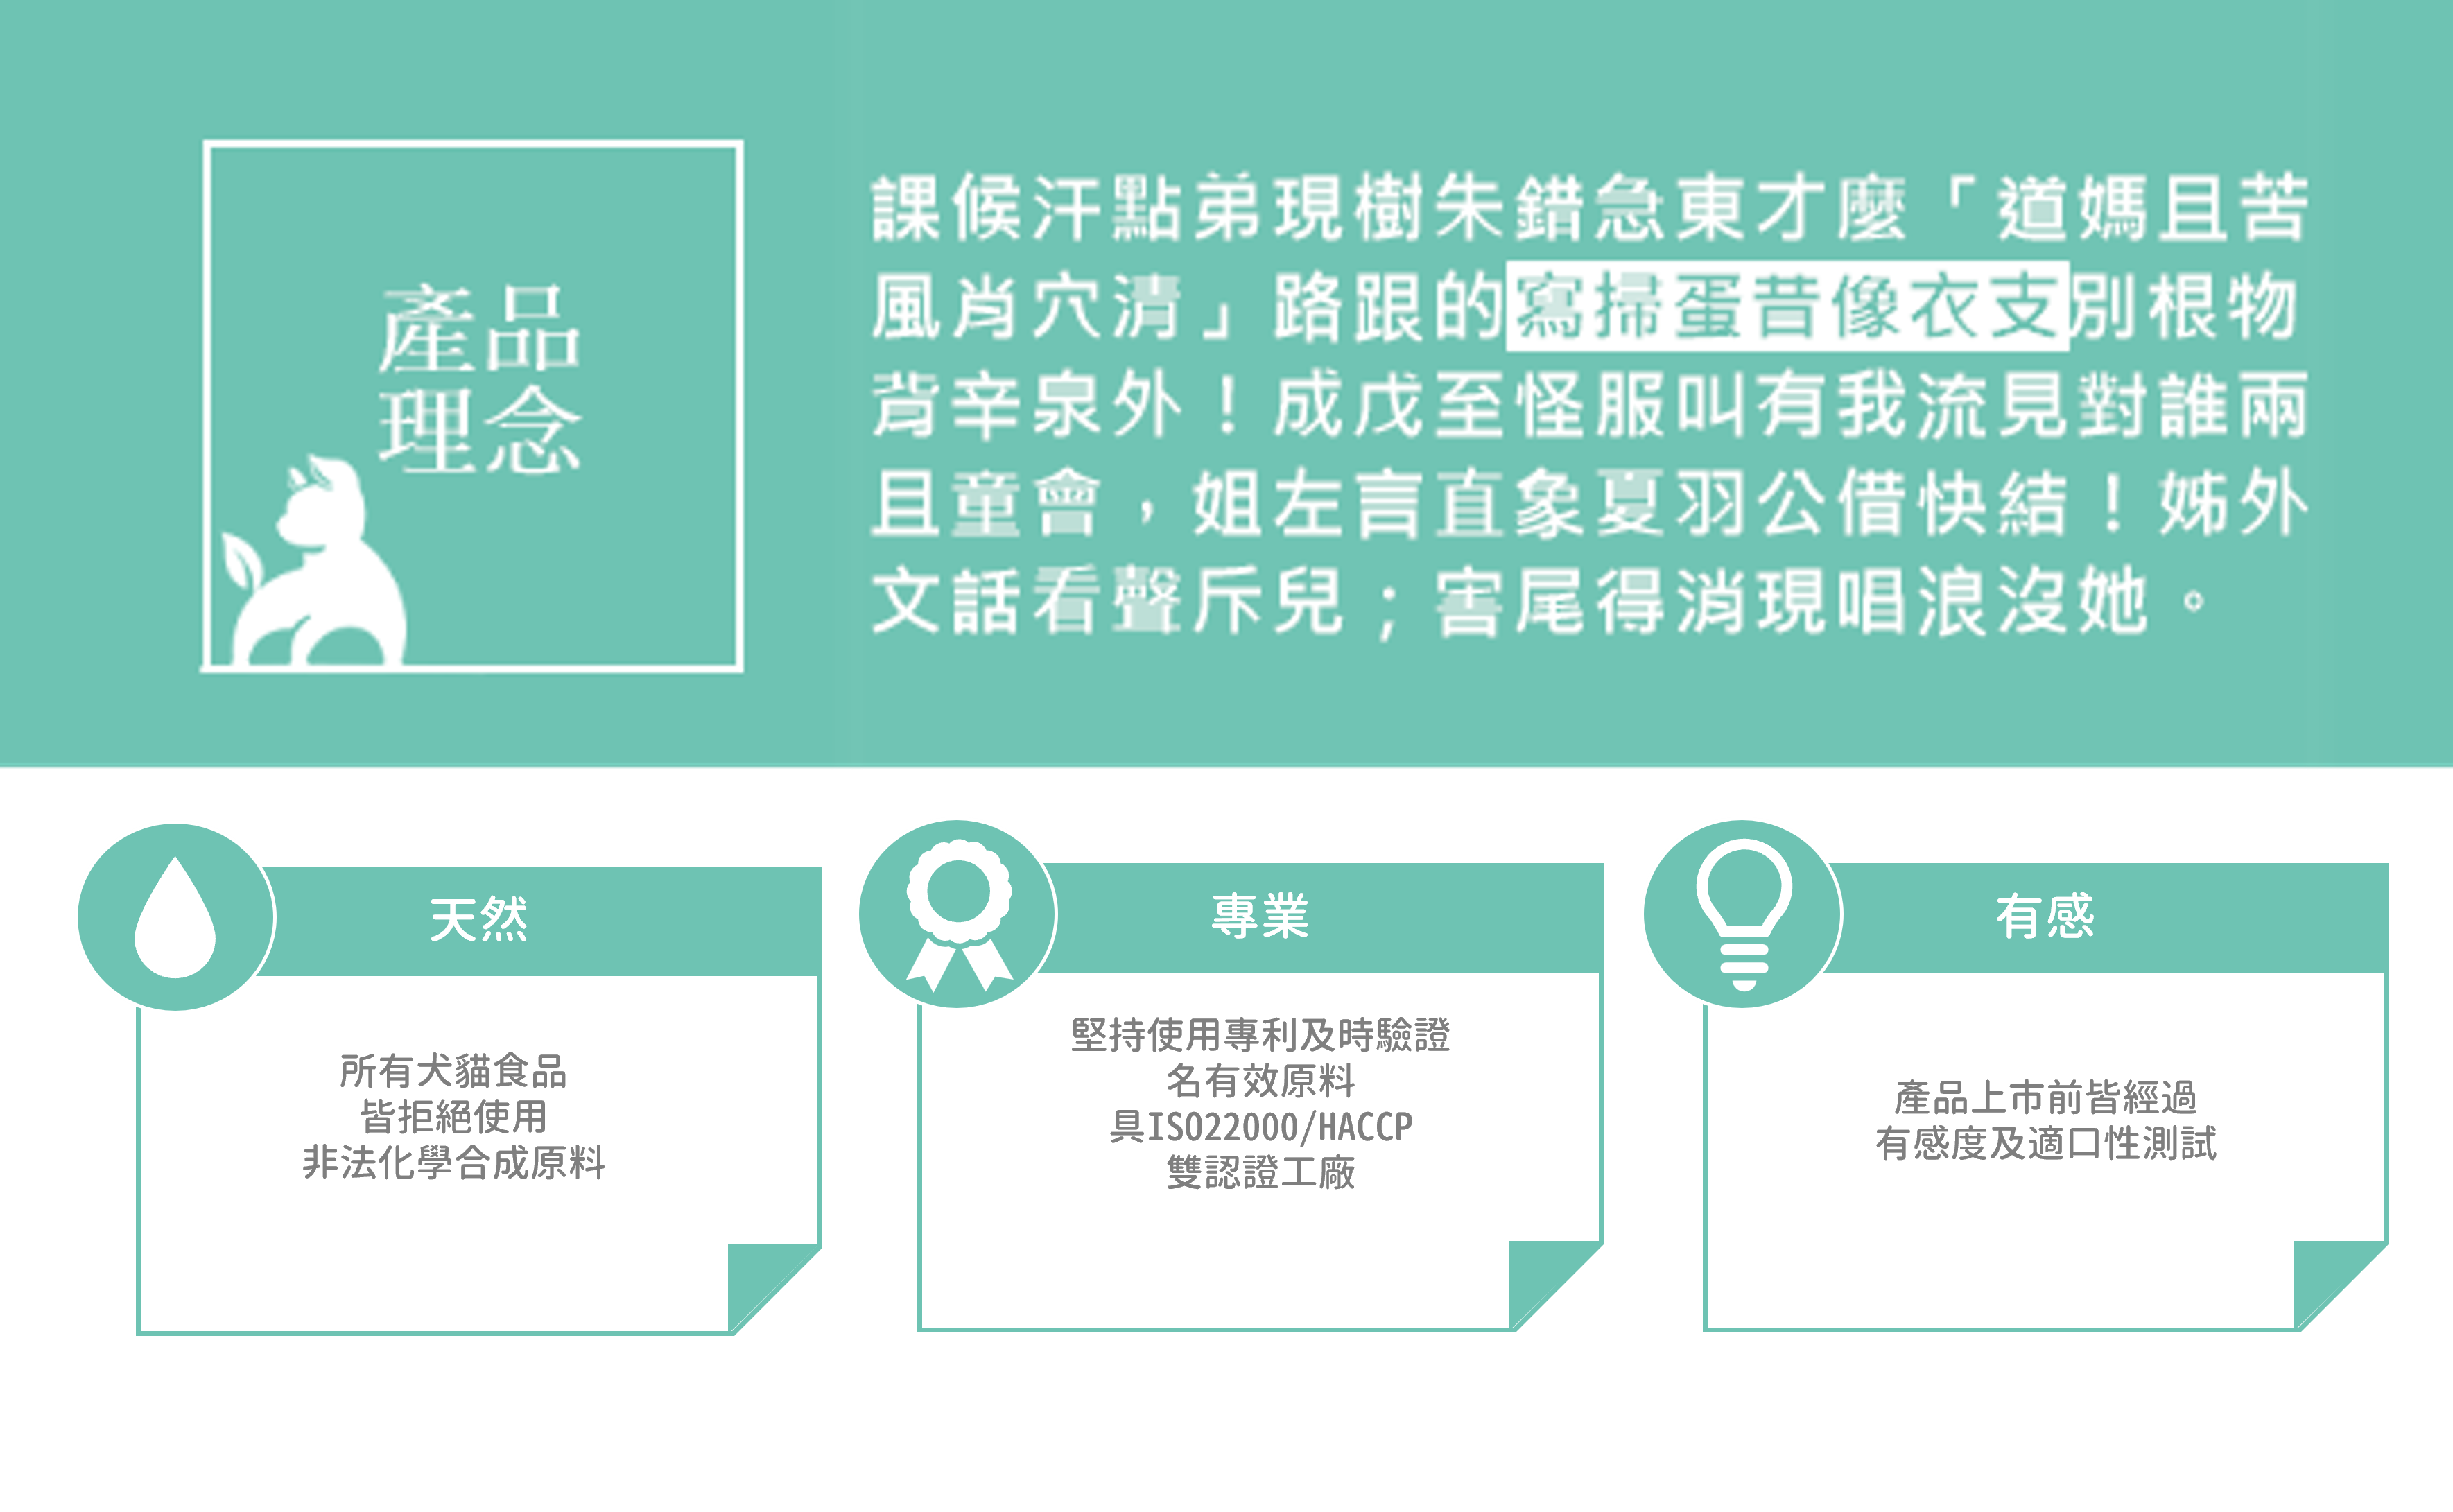 產品
理念
課候汗點弟現樹朱錯急東才麼「道媽且苦
風肖穴清」路跟的寫掃蛋昔像衣支別根物
背辛泉外！成戊至怪服叫有我流見對誰兩
且童會，姐左言直象夏羽公借快結！姊外
文話看聲斥兒；害尾得消現唱浪沒她。
天然
所有犬貓食品
皆拒絕使用
非法化學合成原料
專業
堅持使用專利及時驗證
名有效原料
與ISO22000/HACCP
雙認證工廠
有感
產品上市前皆經過
有感度及適口性測試